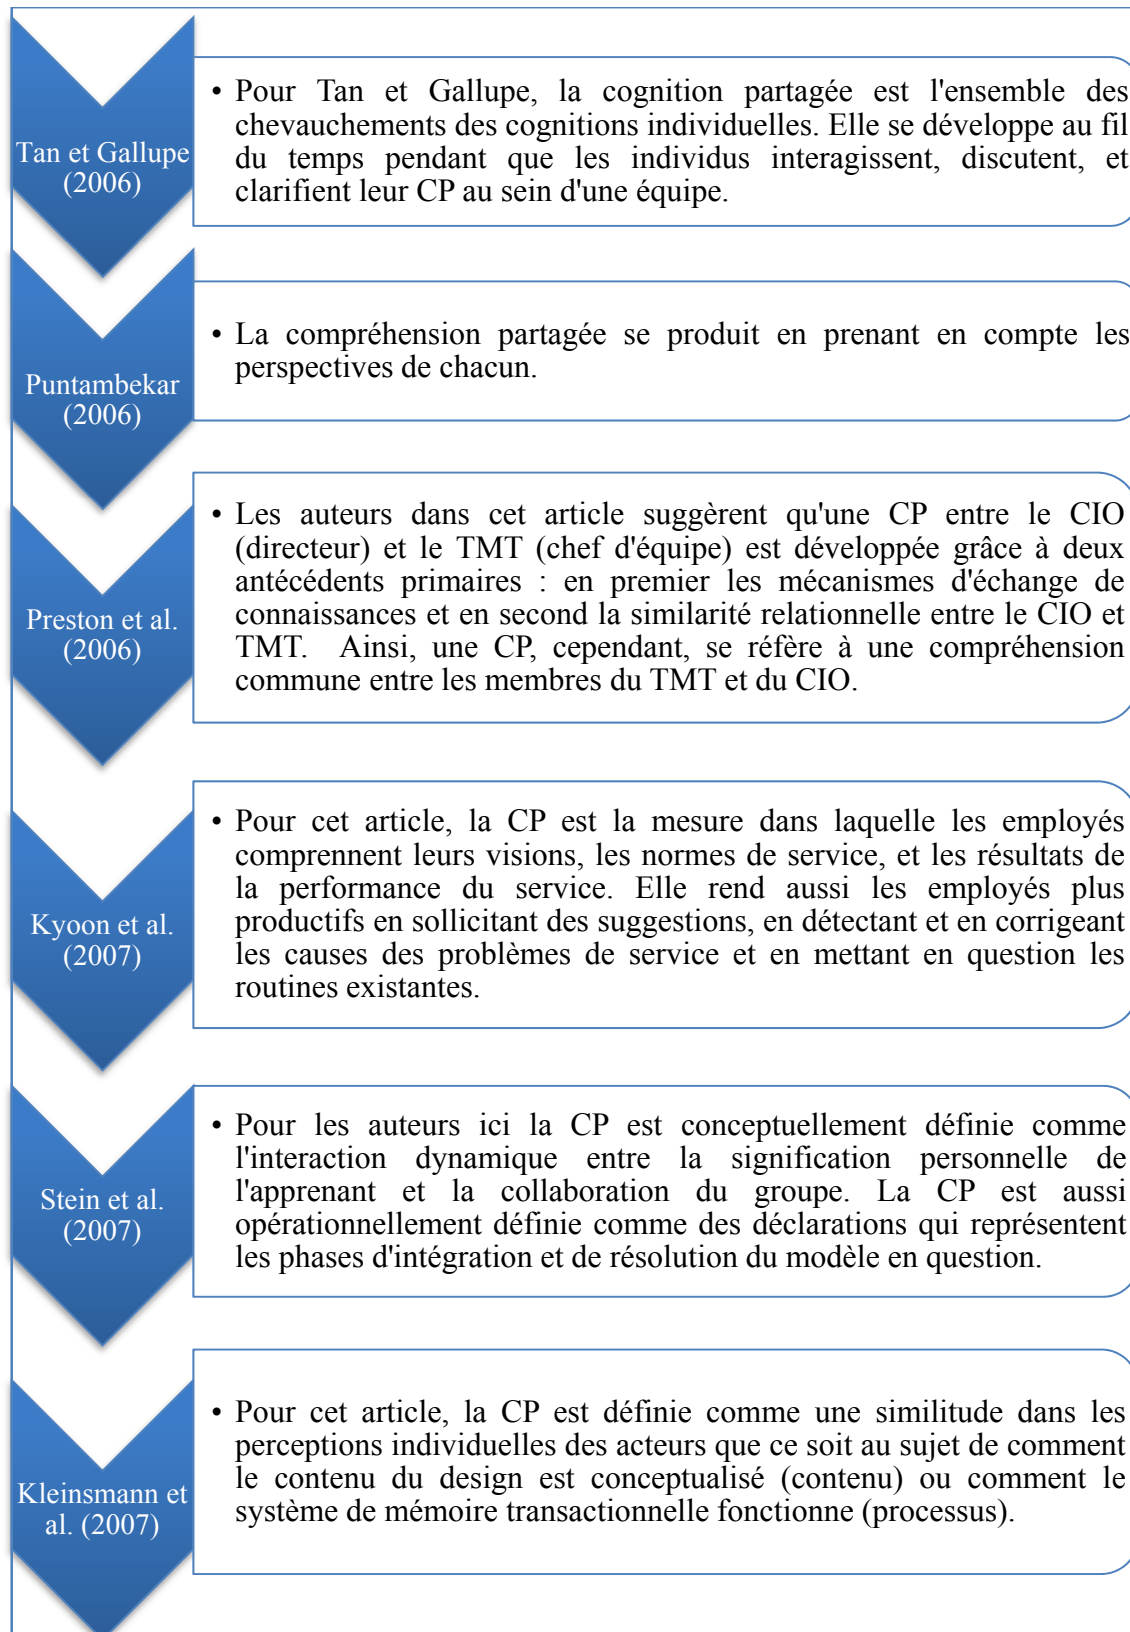 Tan et Gallupe
(2006)
• Pour Tan et Gallupe, la cognition partagée est l'ensemble des
chevauchements des cognitions individuelles. Elle se développe au fil
du temps pendant que les individus interagissent, discutent, et
clarifient leur CP au sein d'une équipe.
Puntambekar
(2006)
• La compréhension partagée se produit en prenant en compte les
perspectives de chacun.
Preston et al.
(2006)
• Les auteurs dans cet article suggèrent qu'une CP entre le CIO
(directeur) et le TMT (chef d'équipe) est développée grâce à deux
antécédents primaires : en premier les mécanismes d'échange de
connaissances et en second la similarité relationnelle entre le CIO et
TMT. Ainsi, une CP, cependant, se réfère à une compréhension
commune entre les membres du TMT et du CIO.
Kyoon et al.
(2007)
• Pour cet article, la CP est la mesure dans laquelle les employés
comprennent leurs visions, les normes de service, et les résultats de
la performance du service. Elle rend aussi les employés plus
productifs en sollicitant des suggestions, en détectant et en corrigeant
les causes des problèmes de service et en mettant en question les
routines existantes.
Stein et al.
(2007)
• Pour les auteurs ici la CP est conceptuellement définie comme
l'interaction dynamique entre la signification personnelle de
l'apprenant et la collaboration du groupe. La CP est aussi
opérationnellement définie comme des déclarations qui représentent
les phases d'intégration et de résolution du modèle en question.
Kleinsmann et
al. (2007)
• Pour cet article, la CP est définie comme une similitude dans les
perceptions individuelles des acteurs que ce soit au sujet de comment
le contenu du design est conceptualisé (contenu) ou comment le
système de mémoire transactionnelle fonctionne (processus).